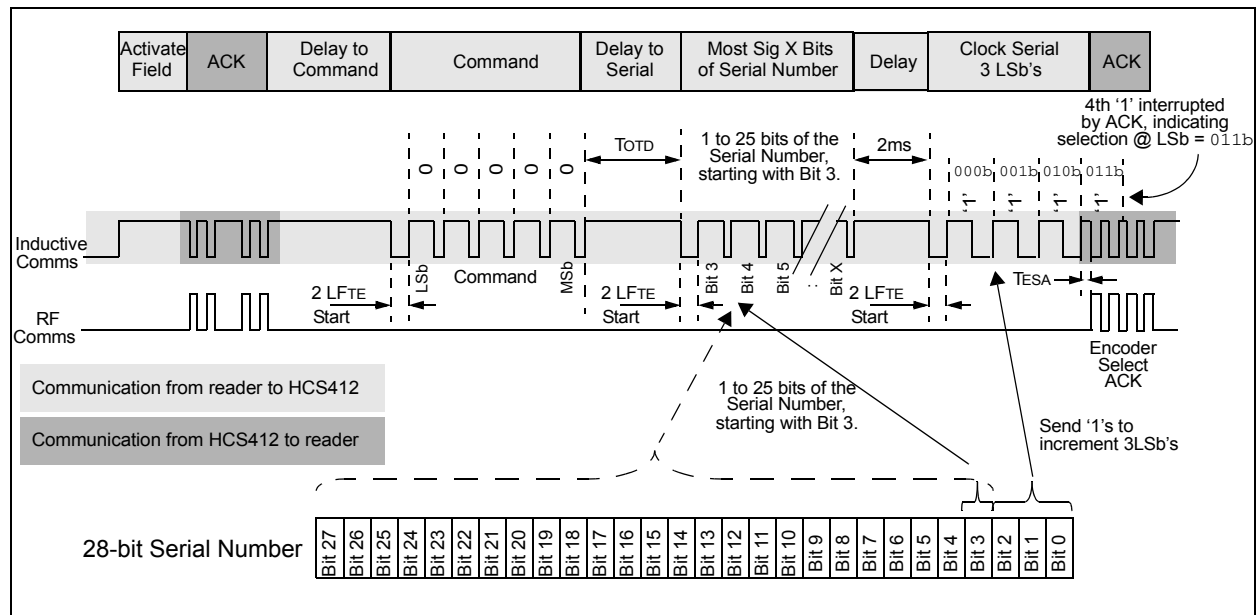 Activate
Field
ACK
Delay to
Command
Command
Delay to
Serial
Most Sig X Bits
of Serial Number
Delay
Clock Serial
3 LSb's
ACK
4th '1' interrupted
by ACK, indicating
selection @ LSb = 011b
0
0
0
0
0
TOTD
1 to 25 bits of the
Serial Number,
starting with Bit 3.
2ms
000b
001b
010b
011b
'1'
'1'
'1'
'1'
Inductive
Comms
LSb
Command
MSb
Bit 3
Bit 4
Bit 5
: :
Bit X
TESA
2 LFTE
Start
2 LFTE
Start
2 LFTE
Start
RF
Comms
Encoder
Select
ACK
Communication from reader to HCS412
Communication from HCS412 to reader
1 to 25 bits of the
Serial Number,
starting with Bit 3.
Send '1's to
increment 3LSb's
28-bit Serial Number
Bit 27
Bit 26
Bit 25
Bit 24
Bit 23
Bit 22
Bit 21
Bit 20
Bit 19
Bit 18
Bit 17
Bit 16
Bit 15
Bit 14
Bit 13
Bit 12
Bit 11
Bit 10
Bit 9
Bit 8
Bit 7
Bit 6
Bit 5
Bit 4
Bit 3
Bit 2
Bit 1
Bit 0